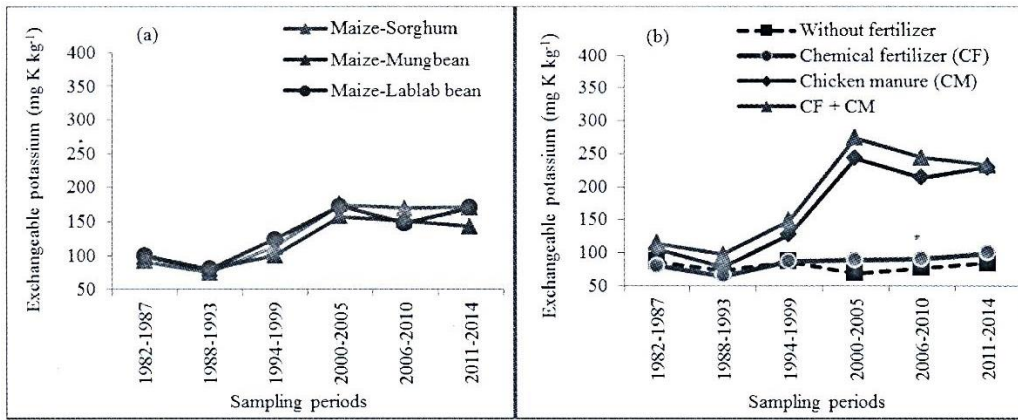 (a)
Maize-Sorghum
Maize-Mungbean
Maize-Lablab bean
Exchangeable potassium (mg K kg-1)
400
350
300
250
200
150
100
50
1982-1987
1988-1993
1994-1999
2000-2005
2006-2010
2011-2014
Sampling periods
(b)
Without fertilizer
Chemical fertilizer (CF)
Chicken manure (CM)
CF + CM
Exchangeable potassium (mg K kg-1)
400
350
300
250
200
150
100
50
1982-1987
1988-1993
1994-1999
2000-2005
2006-2010
2011-2014
Sampling periods